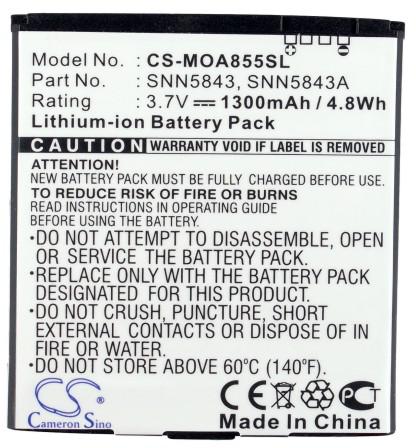 Model No.: CS-MOA855SL
Part No.: SNN5843, SNN5843A
Rating : 3.7V 1300mAh / 4.8Wh
Lithium-ion Battery Pack
CAUTION WARRANTY VOID IF LABEL IS REMOVED
ATTENTION!
NEW BATTERY PACK MUST BE FULLY CHARGED BEFORE USE.
TO REDUCE RISK OF FIRE OR BURNS
READ INSTRUCTIONS IN OPERATING GUIDE
BEFORE USING BATTERY PACK.
•DO NOT ATTEMPT TO DISASSEMBLE, OPEN
OR SERVICE THE BATTERY PACK.
•REPLACE ONLY WITH BATTERY PACK
DESIGNATED FOR YOUR PRODUCT.
•DO NOT CRUSH, PUNCTURE, SHORT
EXTERNAL CONTACTS OR DISPOSE OF
IN FIRE OR WATER.
•DO NOT STORE ABOVE 60°C (140°F).
CS
Cameron Sino
CE
Made In China